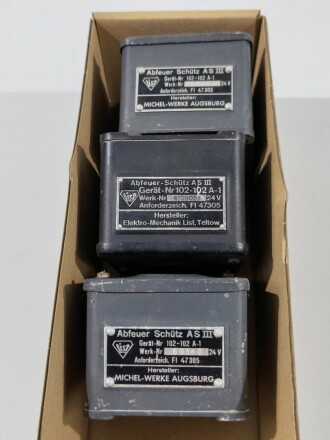 Abfeuer Schütz AS III
Gerät-Nr 102-102 A-1
Werk-Nr 24V
Anforderzeich. Fl 47305
Hersteller:
MICHEL-WERKE AUGSBURG
Abfeuer-Schütz AS III
Gerät-Nr 102-102 A-1
Werk-Nr 24V
Anforderzeich. Fl 47305
Hersteller:
Elektro-Mechanik List, Teltow
Abfeuer Schütz AS III
Gerät-Nr 102-102 A-1
Werk-Nr 24V
Anforderzeich. Fl 47305
Hersteller:
MICHEL-WERKE AUGSBURG